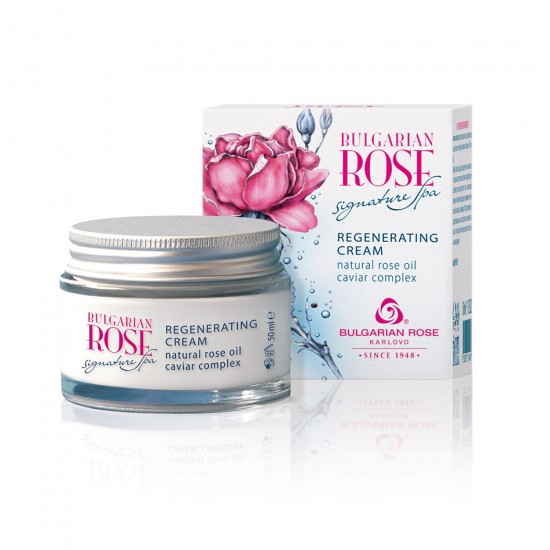 BULGARIAN
ROSE
signature Spa
REGENERATING
CREAM
natural rose oil
caviar complex
BULGARIAN ROSE
KARLOVO
• SINCE 1948 •
BULGARIAN
ROSE
signature Spa
REGENERATING
CREAM
natural rose oil
caviar complex
50ml e